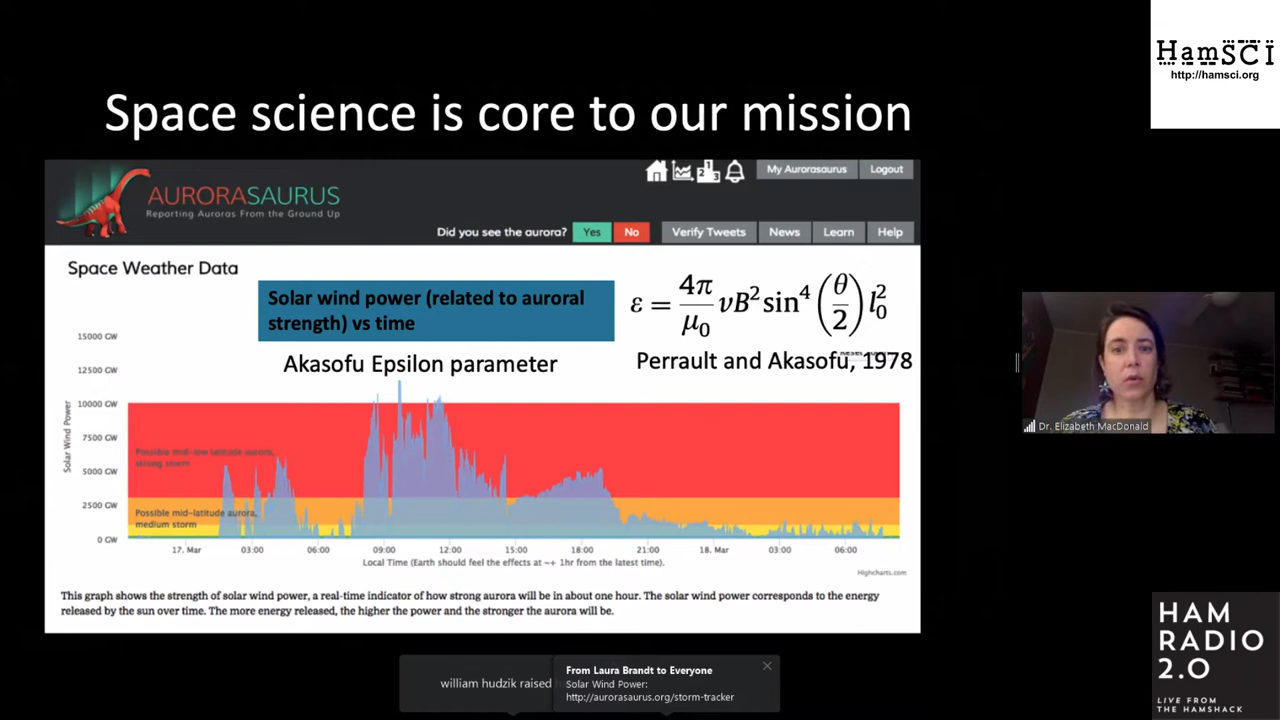 HamSCI
http://hamsci.org
Space science is core to our mission
AURORASAURUS
Reporting Auroras From the Ground Up
My Aurorasaurus
Logout
Did you see the aurora?
Yes
No
Verify Tweets
News
Learn
Help
Space Weather Data
Solar wind power (related to auroral
strength) vs time
Akasofu Epsilon parameter
ε = 4π/μ₀ vB² sin⁴(θ/2) l₀²
Perrault and Akasofu, 1978
15000 GW
12500 GW
10000 GW
7500 GW
5000 GW
2500 GW
0 GW
Solar Wind Power
Possible mid-low latitude aurora,
strong storm
Possible mid-latitude aurora,
medium storm
17. Mar
03:00
06:00
09:00
12:00
15:00
18:00
21:00
18. Mar
03:00
06:00
Local Time (Earth should feel the effects at ~+ 1hr from the latest time).
Highcharts.com
This graph shows the strength of solar wind power, a real-time indicator of how strong aurora will be in about one hour. The solar wind power corresponds to the energy
released by the sun over time. The more energy released, the higher the power and the stronger the aurora will be.
Dr. Elizabeth MacDonald
william hudzik raised
From Laura Brandt to Everyone
Solar Wind Power:
http://aurorasaurus.org/storm-tracker
HAM
RADIO
2.0
LIVE FROM
THE HAMSHACK